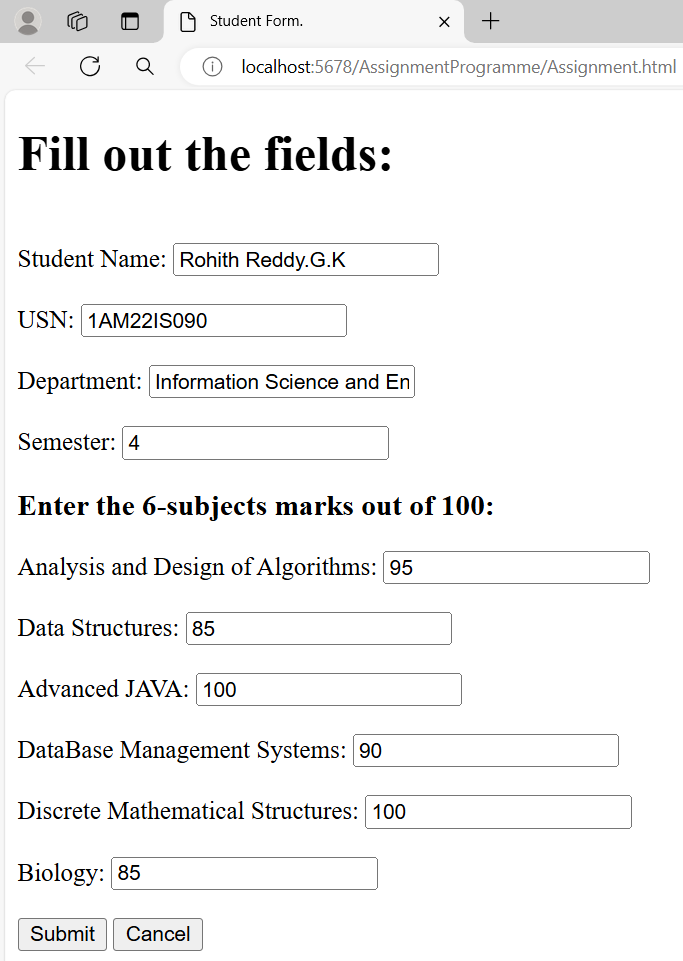 Student Form.
localhost:5678/AssignmentProgramme/Assignment.html
Fill out the fields:
Student Name: Rohith Reddy.G.K
USN: 1AM22IS090
Department: Information Science and En
Semester: 4
Enter the 6-subjects marks out of 100:
Analysis and Design of Algorithms: 95
Data Structures: 85
Advanced JAVA: 100
DataBase Management Systems: 90
Discrete Mathematical Structures: 100
Biology: 85
Submit Cancel